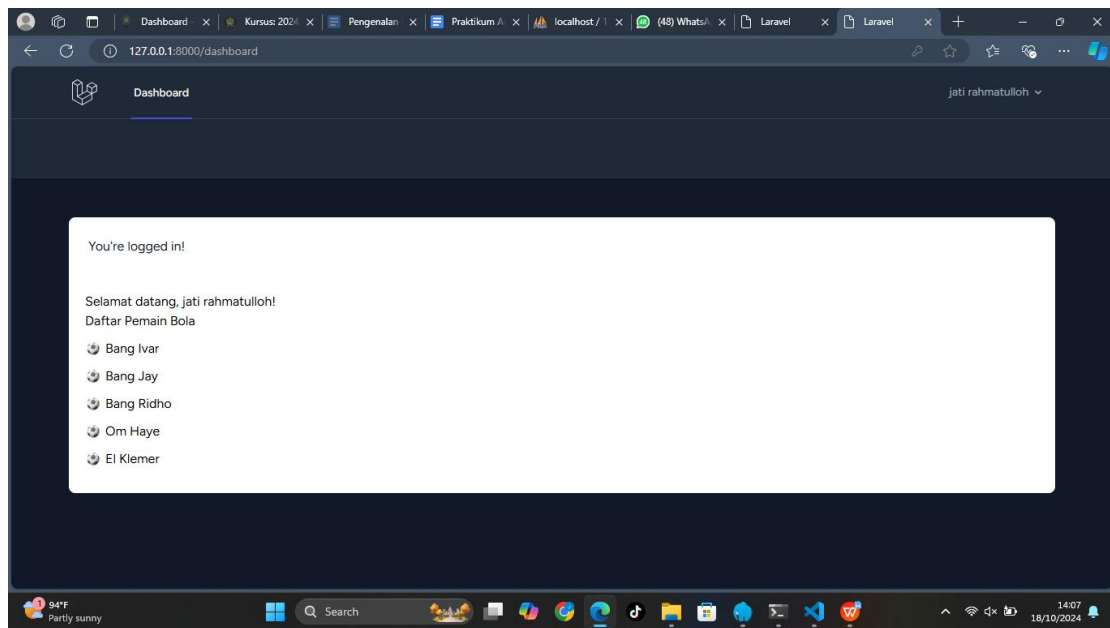 Dashboard -
Kursus: 2024
Pengenalan
Praktikum A
localhost / 1
(48) WhatsA
Laravel
Laravel
127.0.0.1:8000/dashboard
Dashboard
jati rahmatulloh
You're logged in!
Selamat datang, jati rahmatulloh!
Daftar Pemain Bola
Bang Ivar
Bang Jay
Bang Ridho
Om Haye
El Klemer
1
94°F
Partly sunny
Search
14:07
18/10/2024